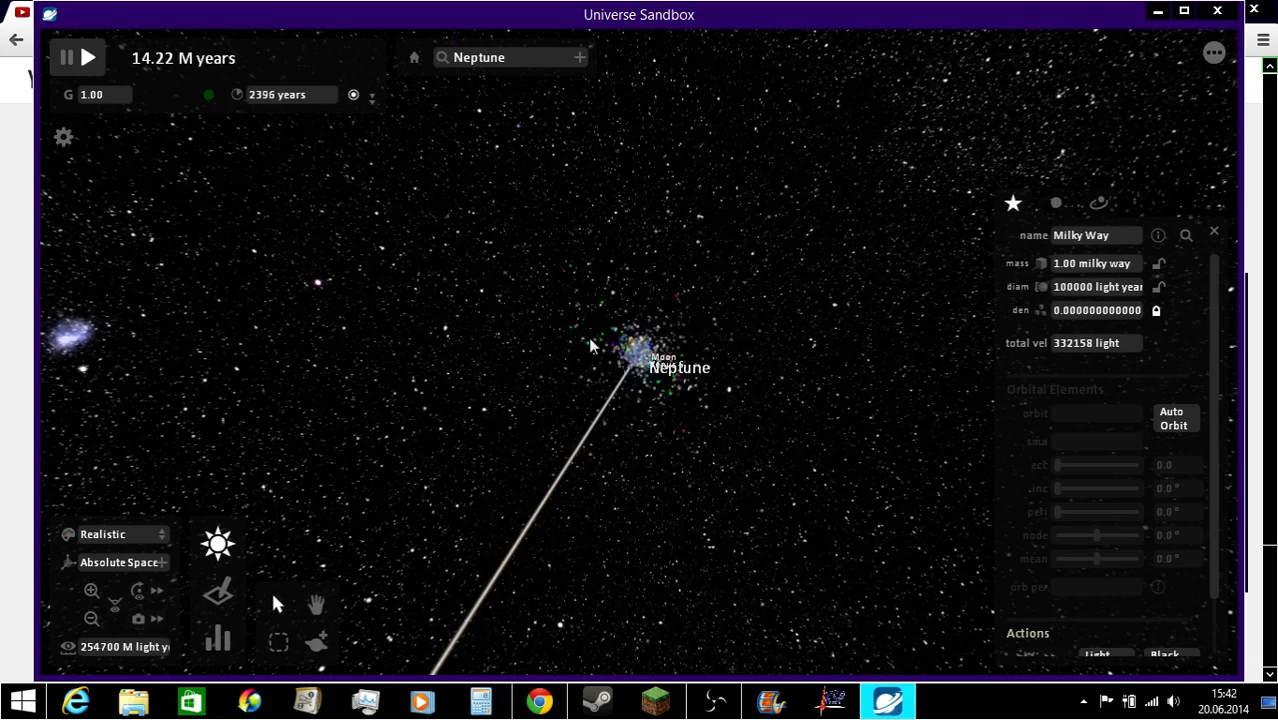 Universe Sandbox
14.22 M years
Neptune
G 1.00
2396 years
name Milky Way
mass 1.00 milky way
diam 100000 light year
den 0.000000000000
total vel 332158 light
Moon
Neptune
Orbital Elements
orbit
Auto
Orbit
sma
ecc 0.0
inc 0.0°
peri 0.0°
node 0.0°
mean 0.0°
orb per
Realistic
Absolute Space
254700 M light y
Actions
Light
Black
15:42
20.06.2014